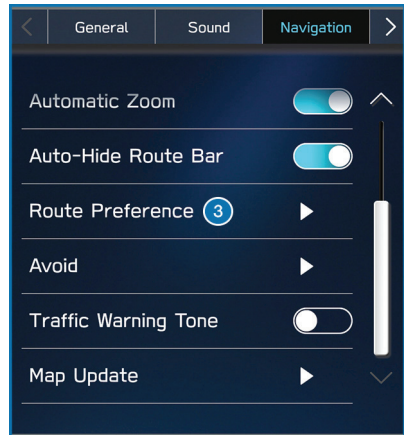 General Sound Navigation
Automatic Zoom
Auto-Hide Route Bar
Route Preference 3
Avoid
Traffic Warning Tone
Map Update